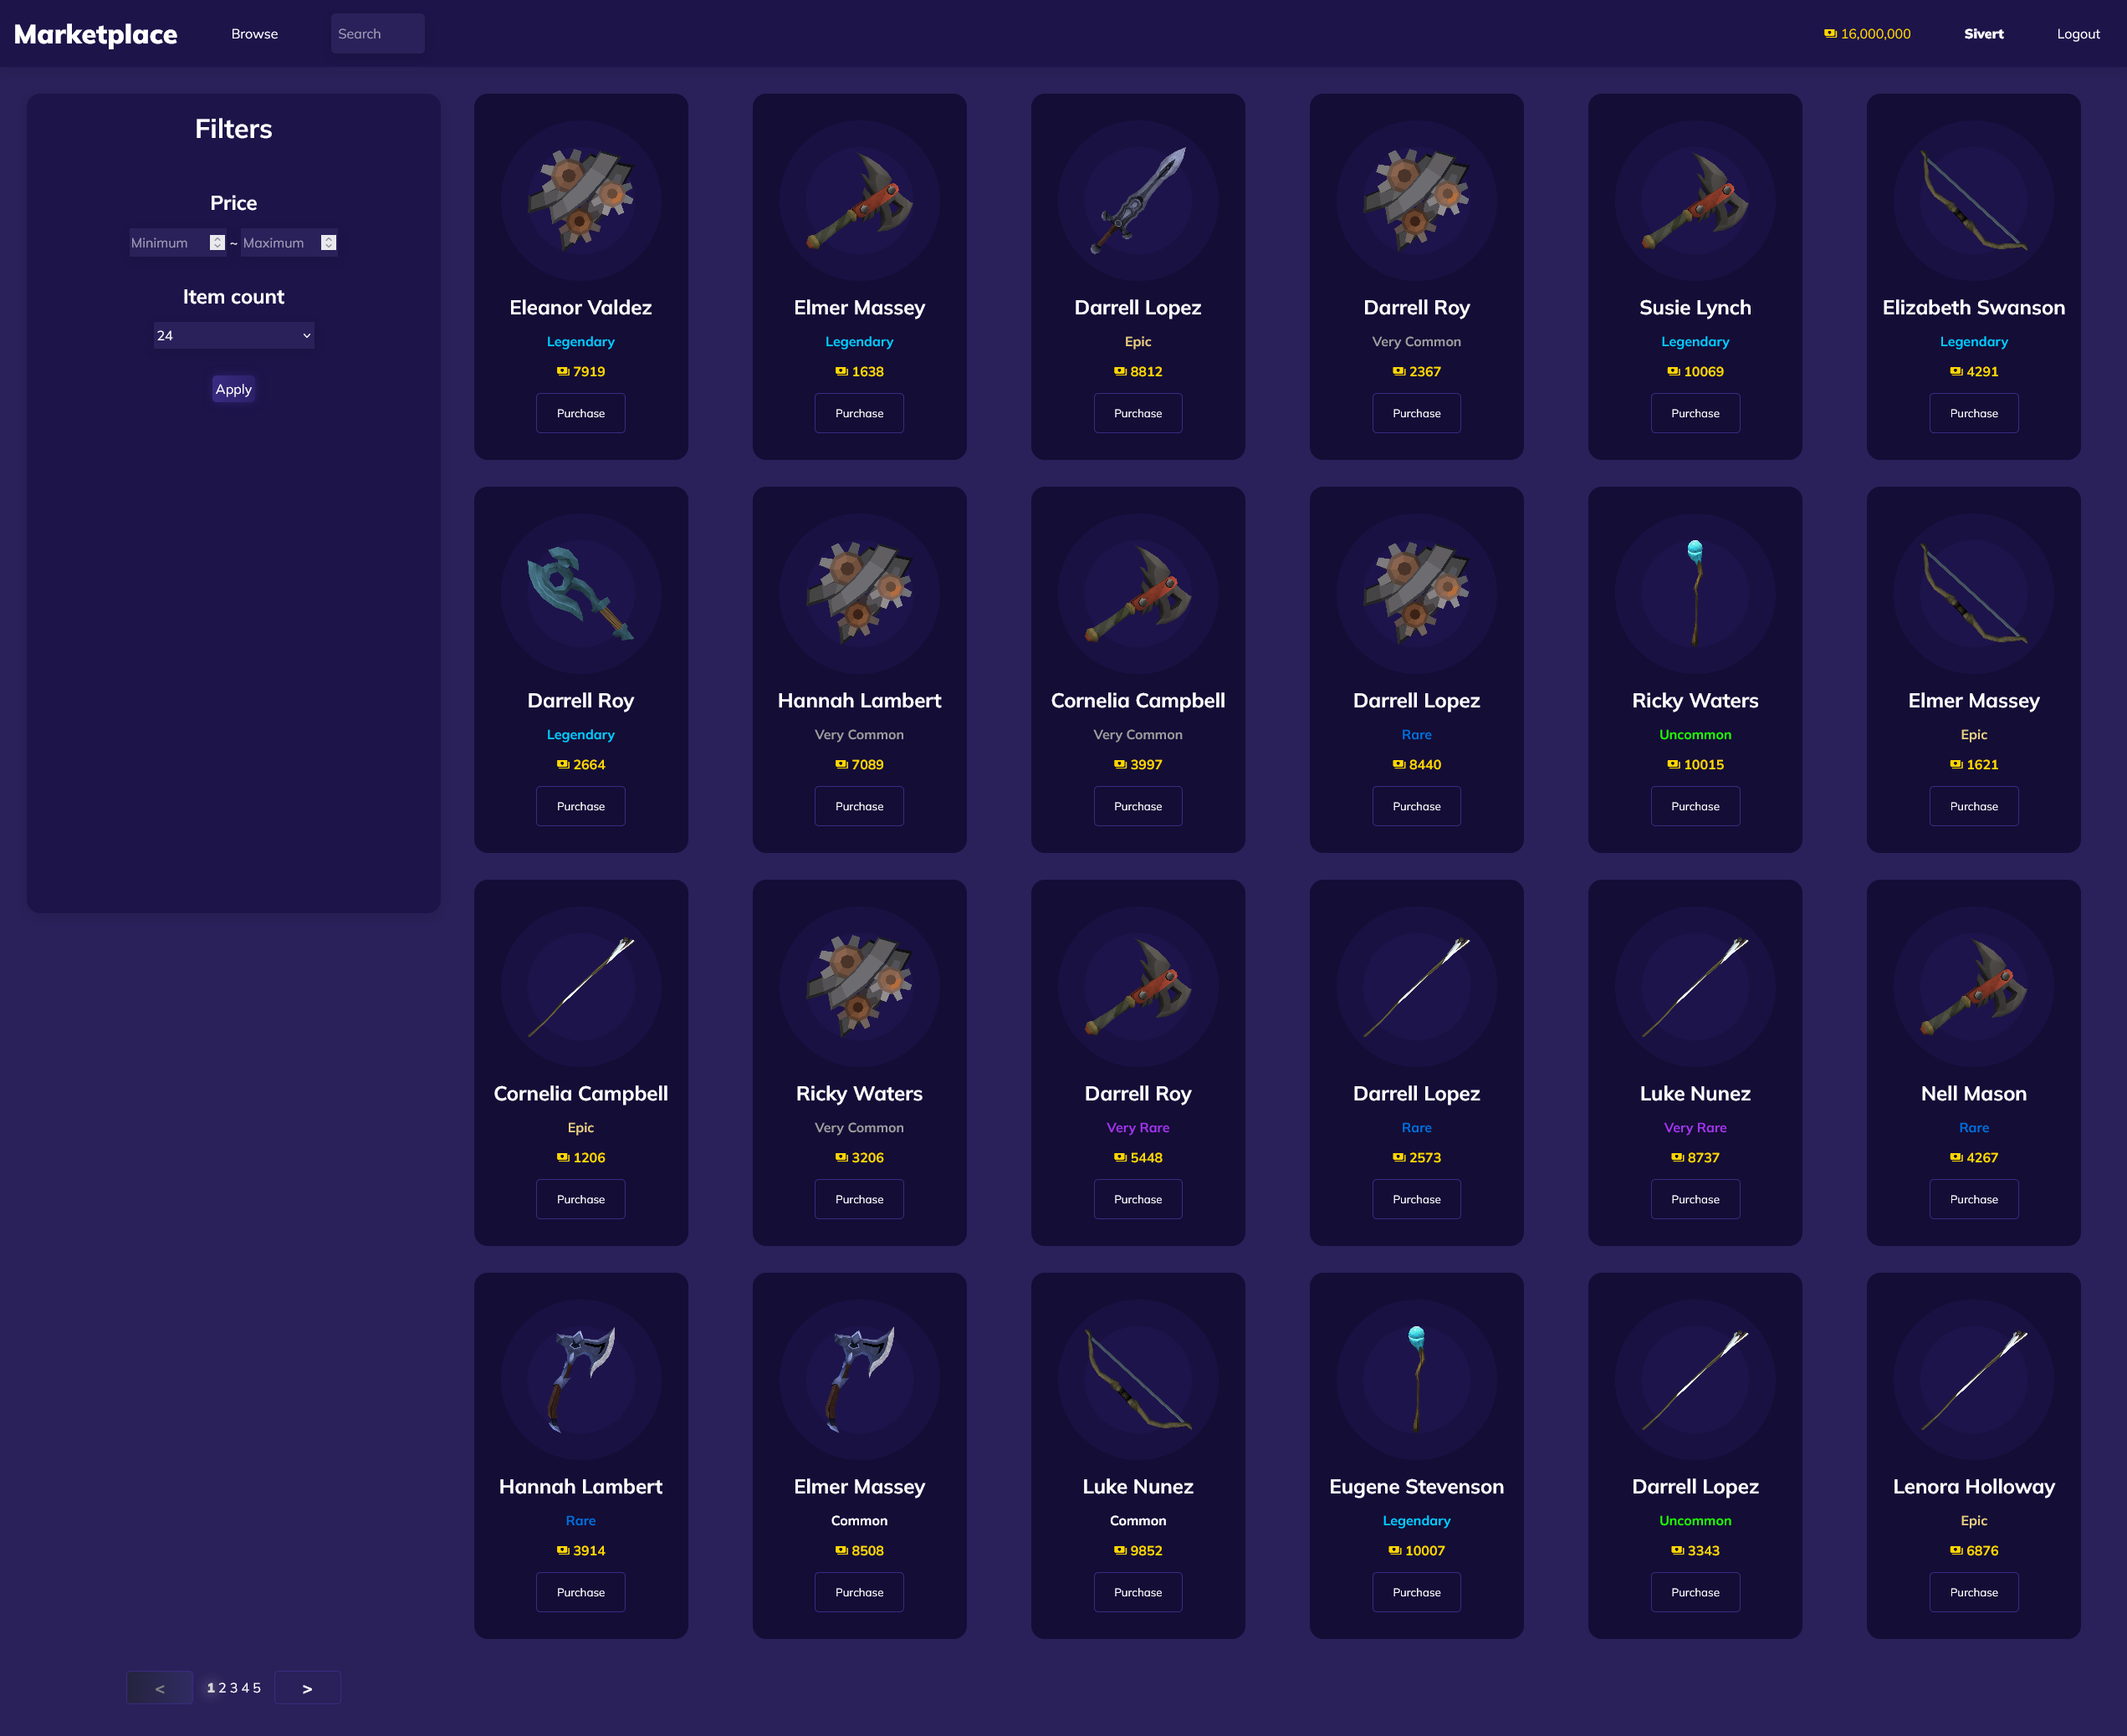 Marketplace
Browse
Search
16,000,000
Sivert
Logout
Filters
Price
Minimum ~ Maximum
Item count
24
Apply
Eleanor Valdez
Legendary
7919
Purchase
Elmer Massey
Legendary
1638
Purchase
Darrell Lopez
Epic
8812
Purchase
Darrell Roy
Very Common
2367
Purchase
Susie Lynch
Legendary
10069
Purchase
Elizabeth Swanson
Legendary
4291
Purchase
Darrell Roy
Legendary
2664
Purchase
Hannah Lambert
Very Common
7089
Purchase
Cornelia Campbell
Very Common
3997
Purchase
Darrell Lopez
Rare
8440
Purchase
Ricky Waters
Uncommon
10015
Purchase
Elmer Massey
Epic
1621
Purchase
Cornelia Campbell
Epic
1206
Purchase
Ricky Waters
Very Common
3206
Purchase
Darrell Roy
Very Rare
5448
Purchase
Darrell Lopez
Rare
2573
Purchase
Luke Nunez
Very Rare
8737
Purchase
Nell Mason
Rare
4267
Purchase
Hannah Lambert
Rare
3914
Purchase
Elmer Massey
Common
8508
Purchase
Luke Nunez
Common
9852
Purchase
Eugene Stevenson
Legendary
10007
Purchase
Darrell Lopez
Uncommon
3343
Purchase
Lenora Holloway
Epic
6876
Purchase
< 1 2 3 4 5 >